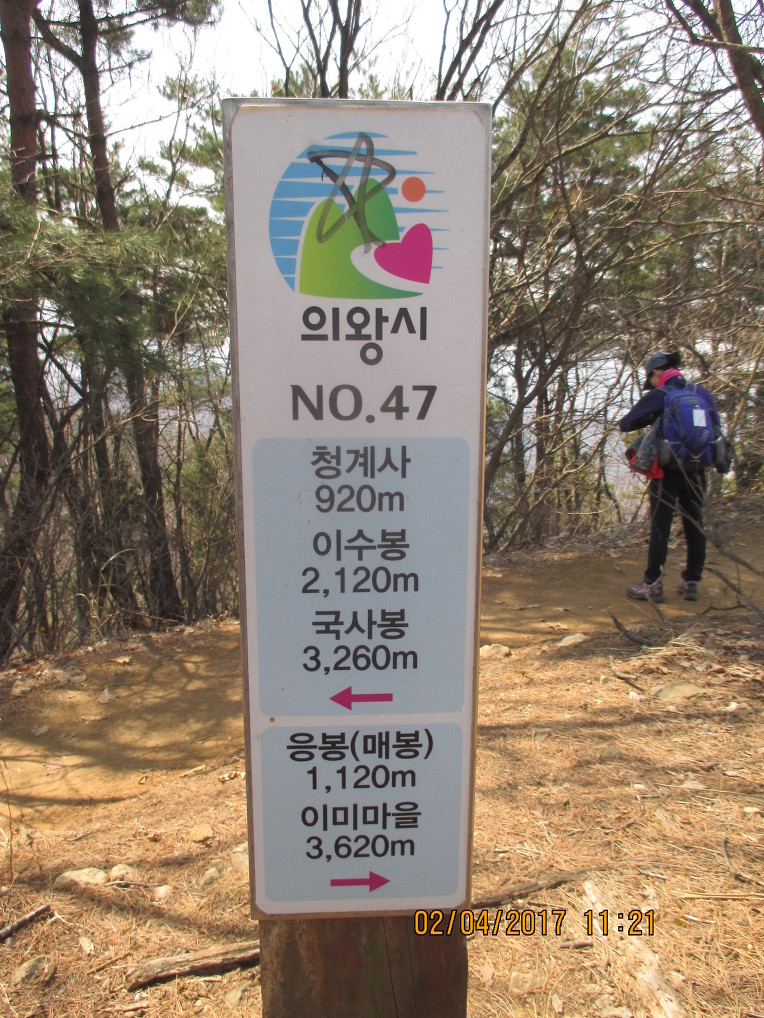 의왕시
NO.47
청계사
920m
이수봉
2,120m
국사봉
3,260m
응봉(매봉)
1,120m
이미마을
3,620m
02/04/2017 11:21